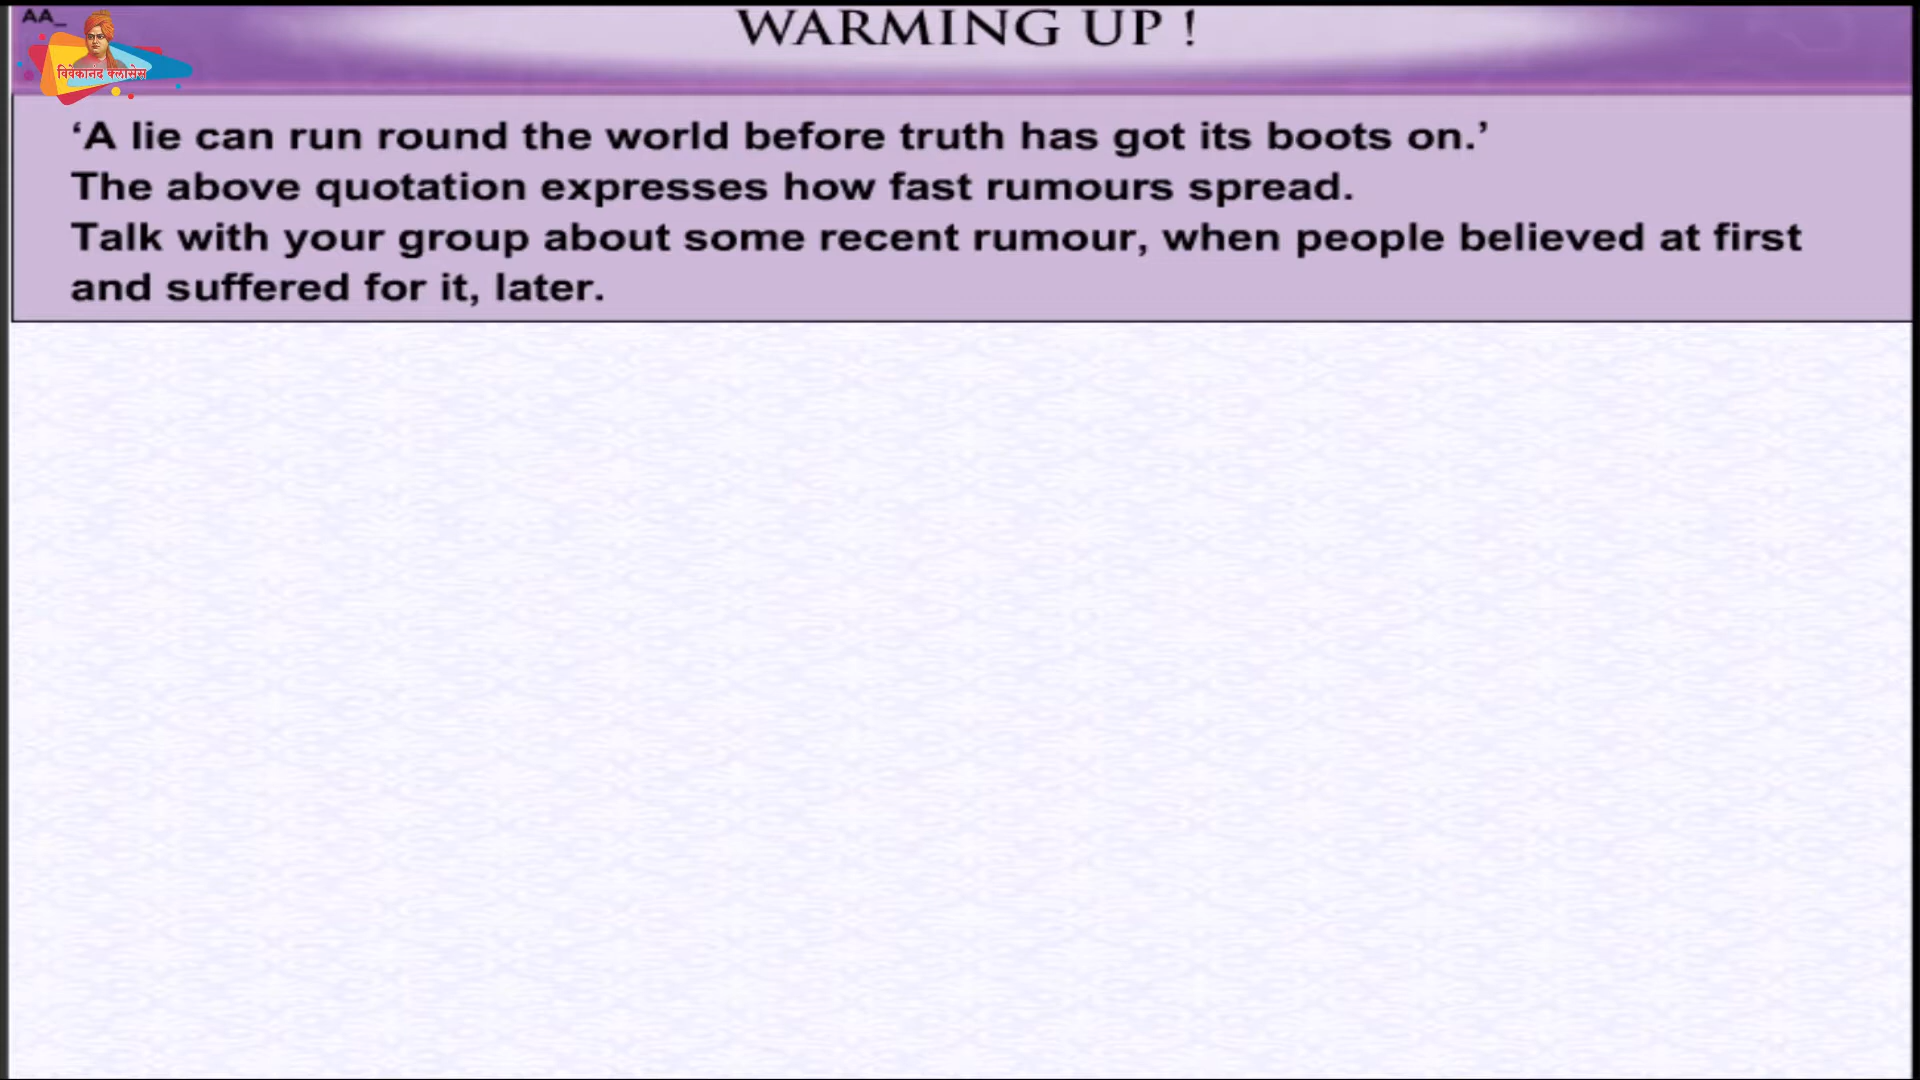 AA_
WARMING UP !
विवेकानंद क्लासेस
‘A lie can run round the world before truth has got its boots on.’
The above quotation expresses how fast rumours spread.
Talk with your group about some recent rumour, when people believed at first
and suffered for it, later.